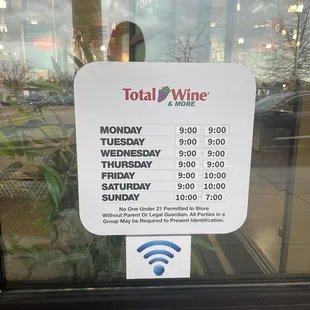 Total Wine
& MORE
MONDAY 9:00 9:00
TUESDAY 9:00 9:00
WEDNESDAY 9:00 9:00
THURSDAY 9:00 9:00
FRIDAY 9:00 10:00
SATURDAY 9:00 10:00
SUNDAY 10:00 7:00
No One Under 21 Permitted In Store
Without Parent Or Legal Guardian. All Parties in a
Group May be Required to Present Identification.